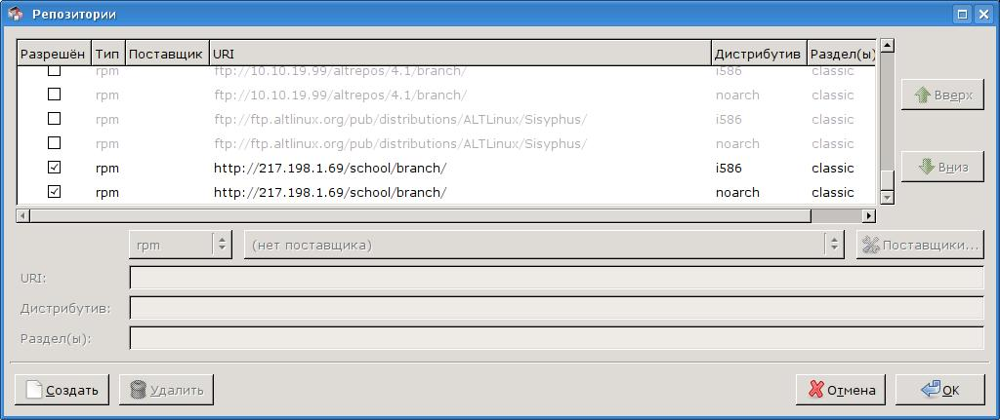 Репозитории
Разрешён Тип Поставщик URI Дистрибутив Раздел(ы)
rpm ftp://10.10.19.99/altrepos/4.1/branch/ i586 classic
rpm ftp://10.10.19.99/altrepos/4.1/branch/ noarch classic
rpm ftp://ftp.altlinux.org/pub/distributions/ALTLinux/Sisyphus/ i586 classic
rpm ftp://ftp.altlinux.org/pub/distributions/ALTLinux/Sisyphus/ noarch classic
rpm http://217.198.1.69/school/branch/ i586 classic
rpm http://217.198.1.69/school/branch/ noarch classic
Вверх
Вниз
rpm (нет поставщика) Поставщики...
URI:
Дистрибутив:
Раздел(ы):
Создать Удалить Отмена OK